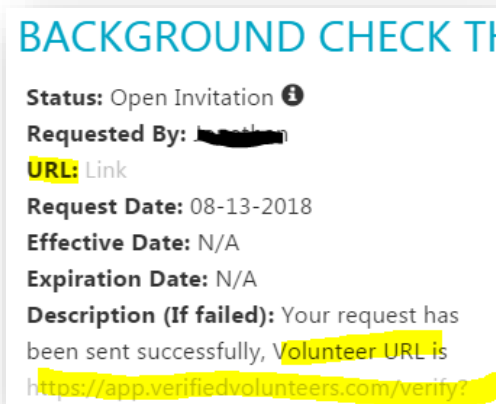 BACKGROUND CHECK
Status: Open Invitation
Requested By:
URL: Link
Request Date: 08-13-2018
Effective Date: N/A
Expiration Date: N/A
Description (If failed): Your request has
been sent successfully, Volunteer URL is
https://app.verifiedvolunteers.com/verify?